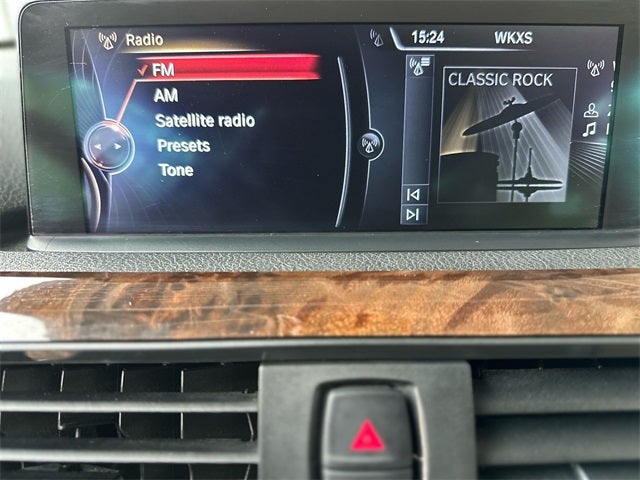 Radio
15:24 WKXS
FM
AM
Satellite radio
Presets
Tone
CLASSIC ROCK